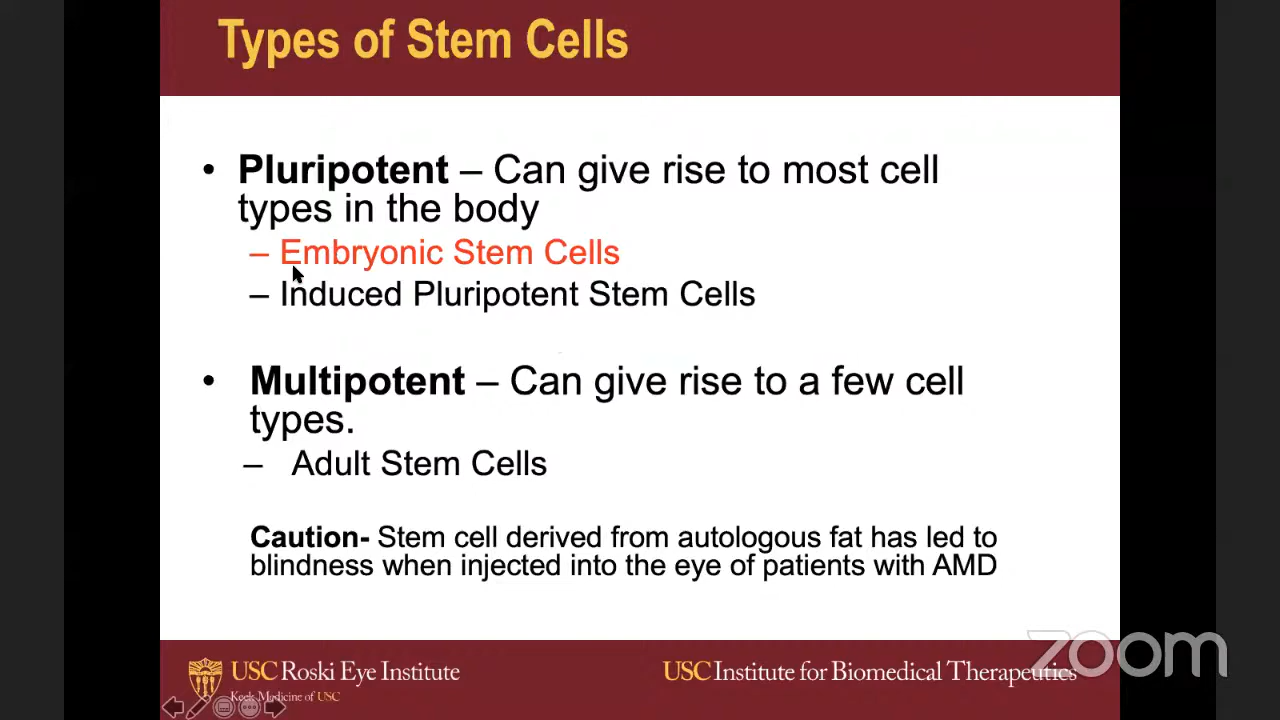 Types of Stem Cells
• Pluripotent – Can give rise to most cell
types in the body
– Embryonic Stem Cells
– Induced Pluripotent Stem Cells
• Multipotent – Can give rise to a few cell
types.
– Adult Stem Cells
Caution- Stem cell derived from autologous fat has led to
blindness when injected into the eye of patients with AMD
USC Roski Eye Institute
Keck Medicine of USC
USC Institute for Biomedical Therapeutics
zoom